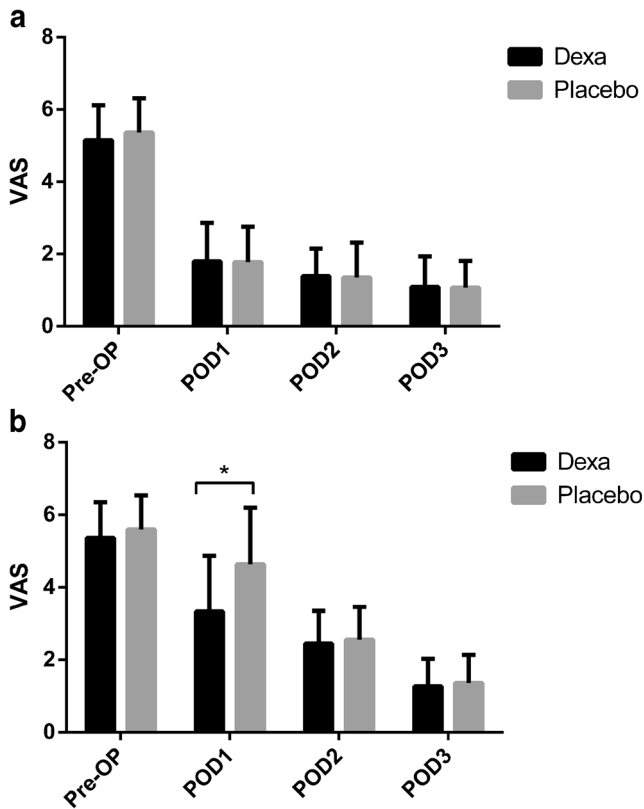 a
8
6
4
2
0
VAS
Dexa
Placebo
Pre-OP
POD1
POD2
POD3
b
8
6
4
2
0
VAS
*
Dexa
Placebo
Pre-OP
POD1
POD2
POD3